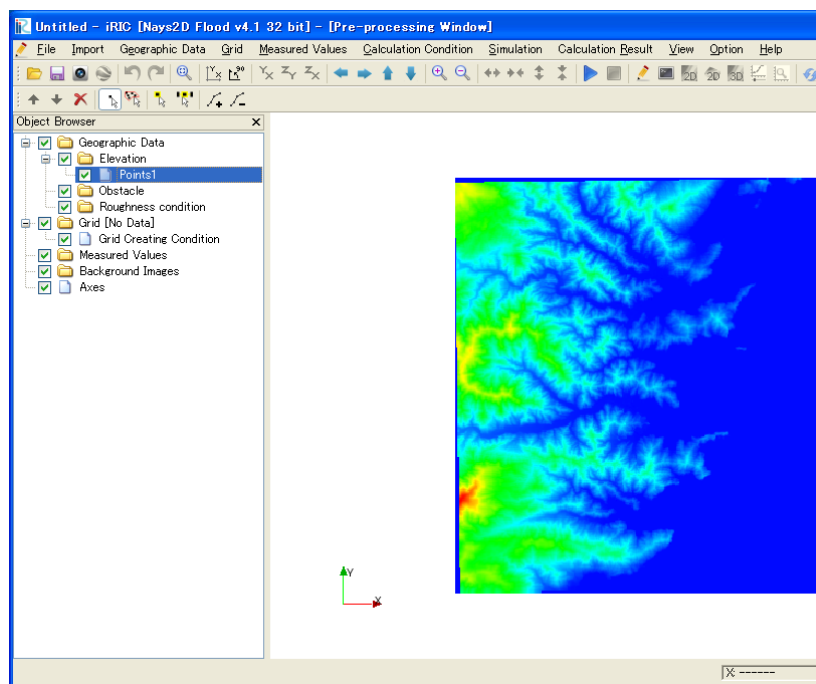 Untitled - iRIC [Nays2D Flood v4.1 32 bit] - [Pre-processing Window]
File Import Geographic Data Grid Measured Values Calculation Condition Simulation Calculation Result View Option Help
Object Browser
Geographic Data
Elevation
Points1
Obstacle
Roughness condition
Grid [No Data]
Grid Creating Condition
Measured Values
Background Images
Axes
Y
X
X: ------